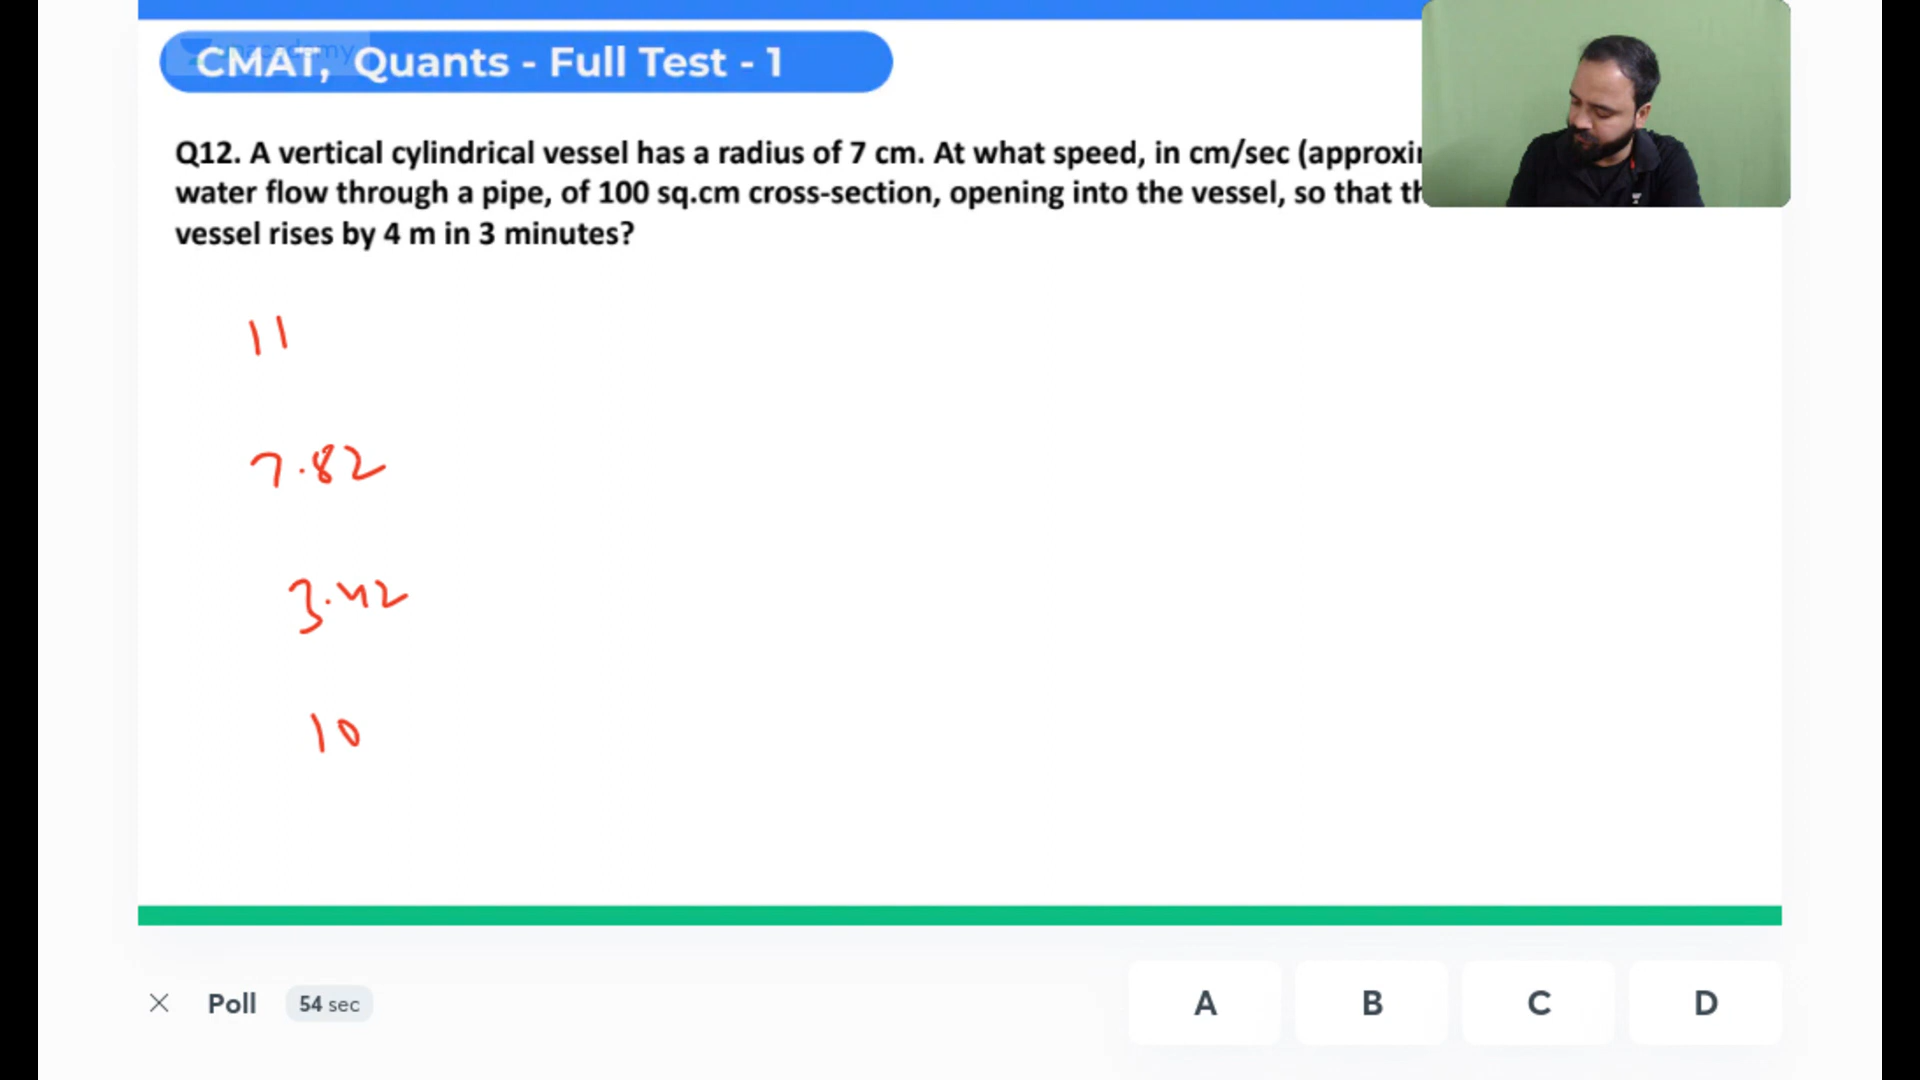 CMAT, Quants - Full Test - 1
Q12. A vertical cylindrical vessel has a radius of 7 cm. At what speed, in cm/sec
water flow through a pipe, of 100 sq.cm cross-section, opening into the vessel, so that
vessel rises by 4 m in 3 minutes?
11
7.82
3.42
10
Poll 54 sec A B C D